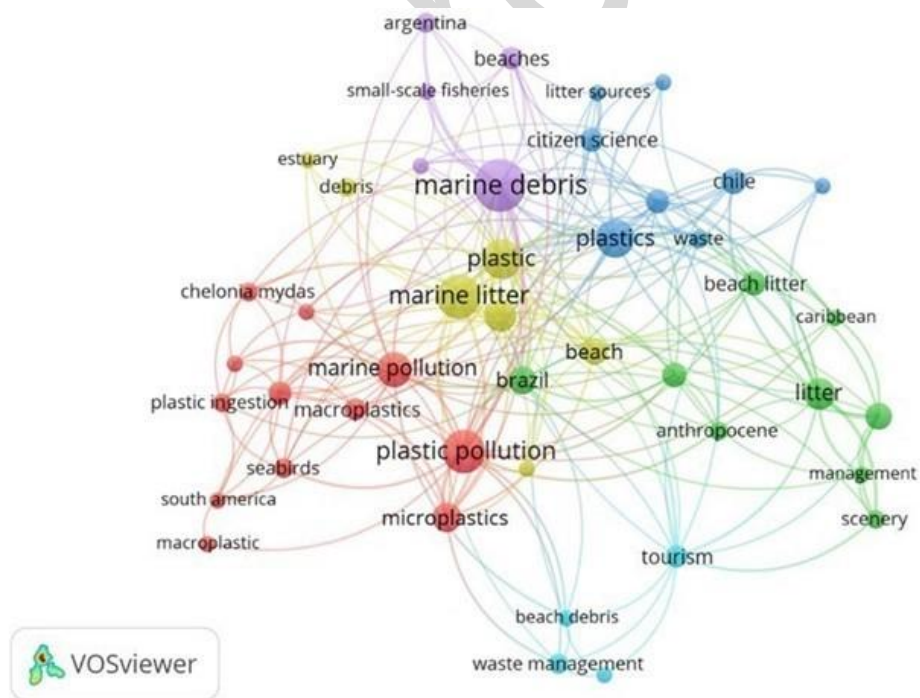 argentina
beaches
small-scale fisheries
litter sources
citizen science
estuary
debris
marine debris
chile
plastics
waste
plastic
chelonia mydas
marine litter
beach litter
caribbean
beach
marine pollution
brazil
litter
plastic ingestion
macroplastics
anthropocene
plastic pollution
seabirds
management
south america
microplastics
scenery
macroplastic
tourism
beach debris
waste management
VOSviewer